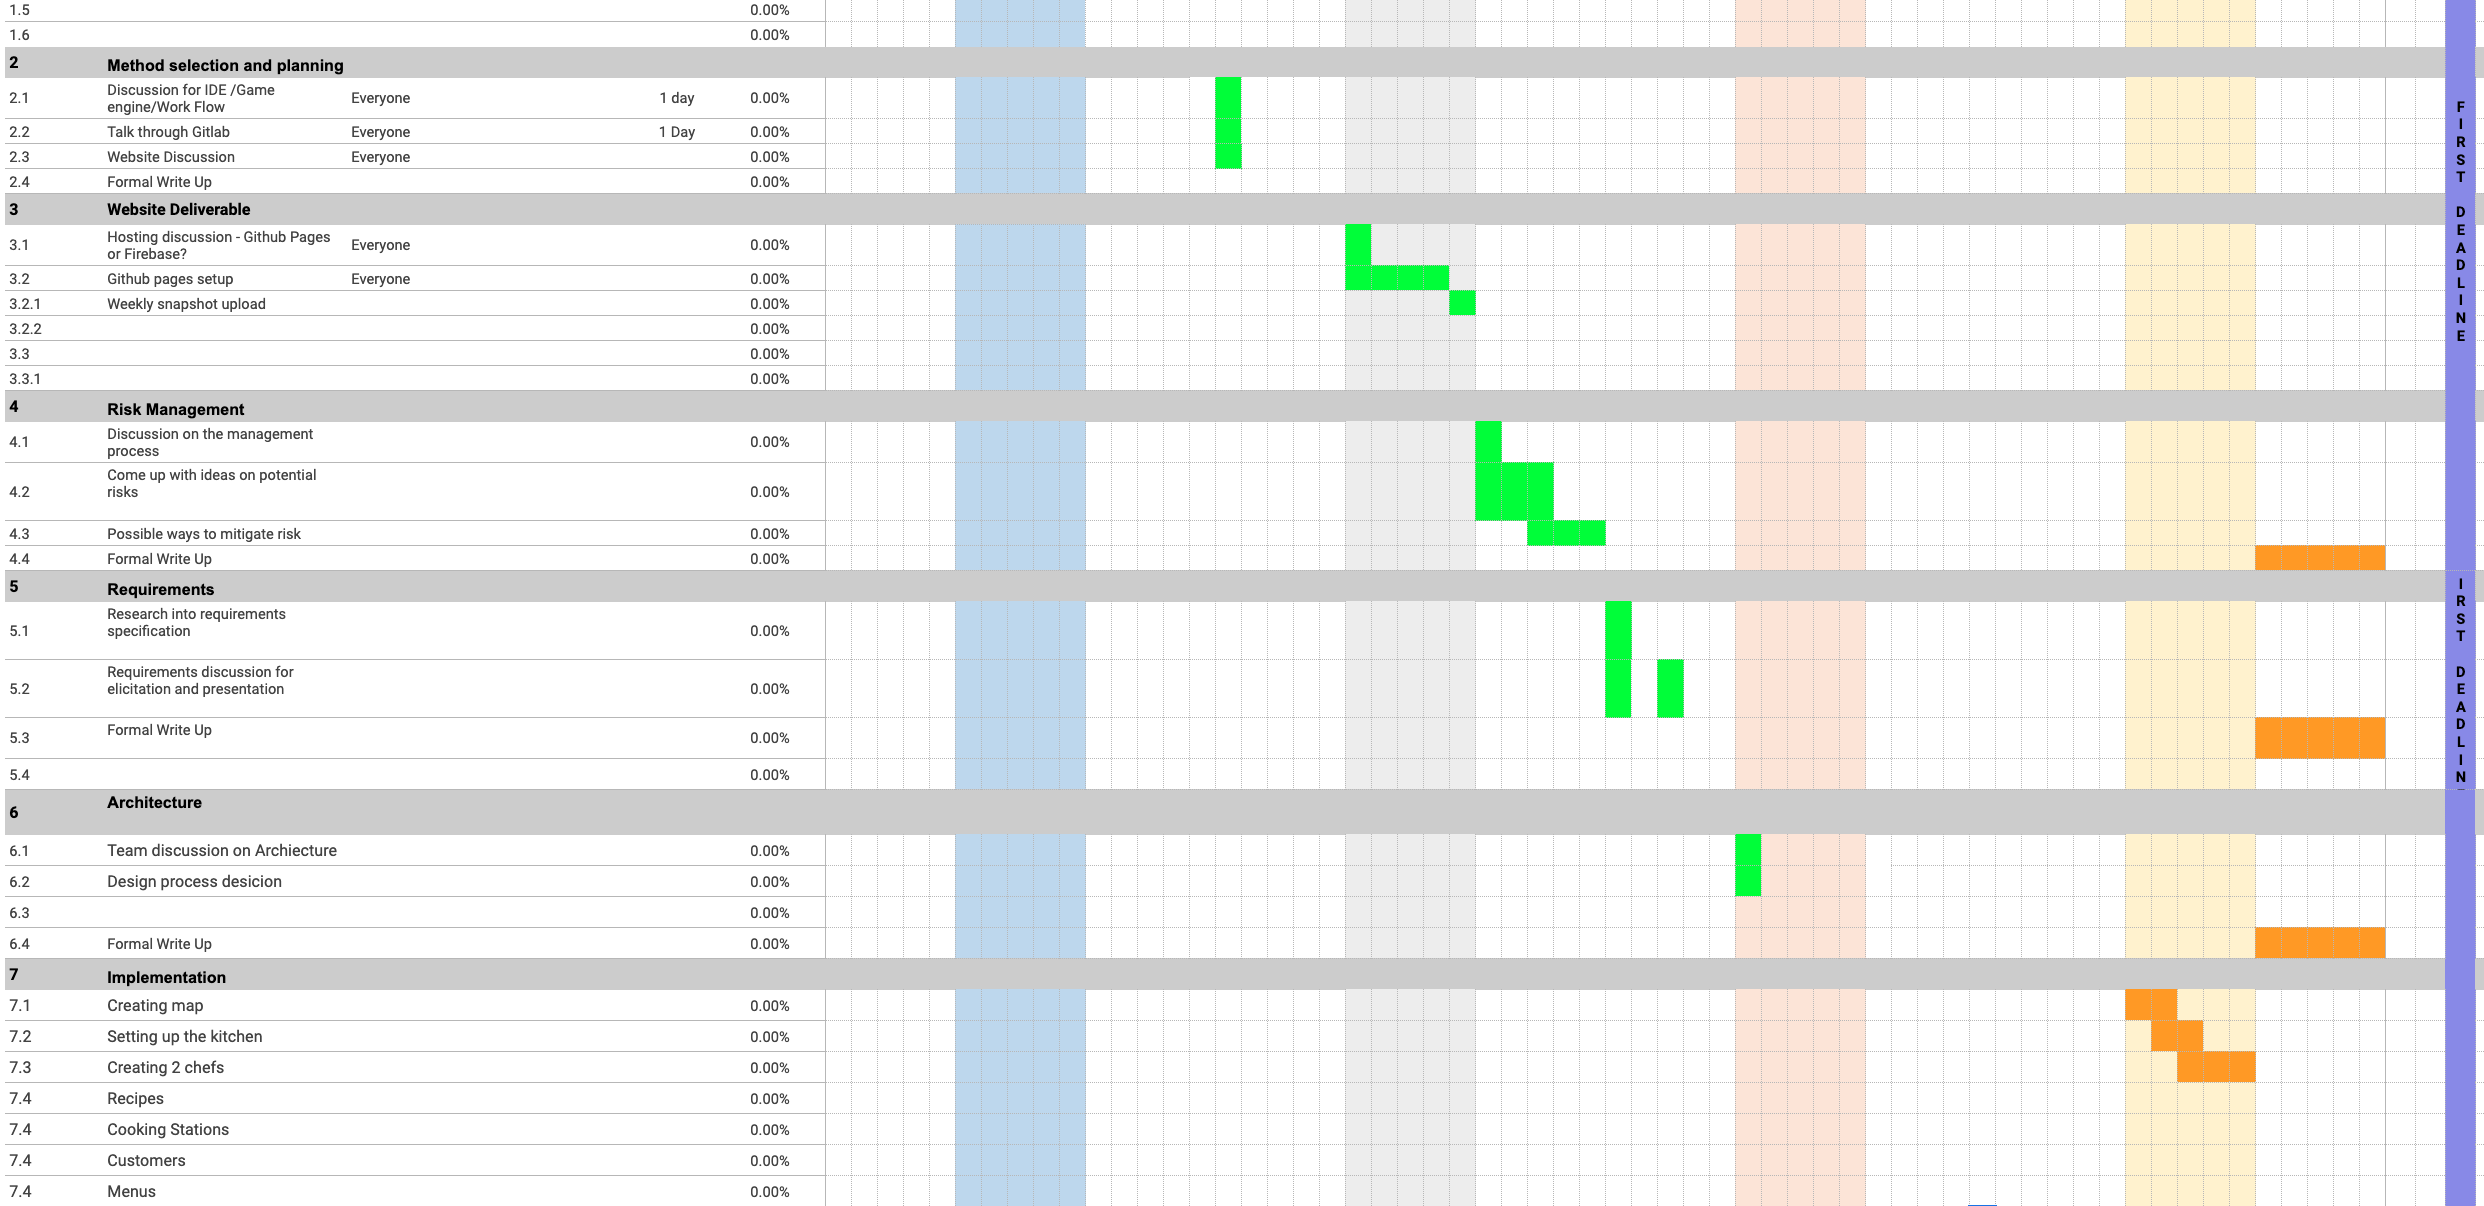 1.5 0.00%
1.6 0.00%
2 Method selection and planning
2.1 Discussion for IDE /Game engine/Work Flow Everyone 1 day 0.00%
2.2 Talk through Gitlab Everyone 1 Day 0.00%
2.3 Website Discussion Everyone 0.00%
2.4 Formal Write Up 0.00%
3 Website Deliverable
3.1 Hosting discussion - Github Pages or Firebase? Everyone 0.00%
3.2 Github pages setup Everyone 0.00%
3.2.1 Weekly snapshot upload 0.00%
3.2.2 0.00%
3.3 0.00%
3.3.1 0.00%
4 Risk Management
4.1 Discussion on the management process 0.00%
4.2 Come up with ideas on potential risks 0.00%
4.3 Possible ways to mitigate risk 0.00%
4.4 Formal Write Up 0.00%
5 Requirements
5.1 Research into requirements specification 0.00%
5.2 Requirements discussion for elicitation and presentation 0.00%
5.3 Formal Write Up 0.00%
5.4 0.00%
6 Architecture
6.1 Team discussion on Archiecture 0.00%
6.2 Design process desicion 0.00%
6.3 0.00%
6.4 Formal Write Up 0.00%
7 Implementation
7.1 Creating map 0.00%
7.2 Setting up the kitchen 0.00%
7.3 Creating 2 chefs 0.00%
7.4 Recipes 0.00%
7.4 Cooking Stations 0.00%
7.4 Customers 0.00%
7.4 Menus 0.00%
FIRST DEADLINE
IRST DEADLIN